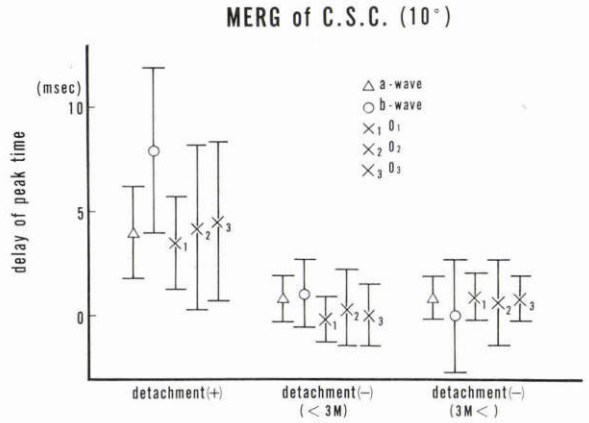 MERG of C.S.C. (10°)
(msec)
10
5
0
delay of peak time
△ a-wave
○ b-wave
×₁ O₁
×₂ O₂
×₃ O₃
1
2
3
1
2
3
1
2
3
detachment(+)
detachment(−)
(< 3M)
detachment(−)
(3M< )